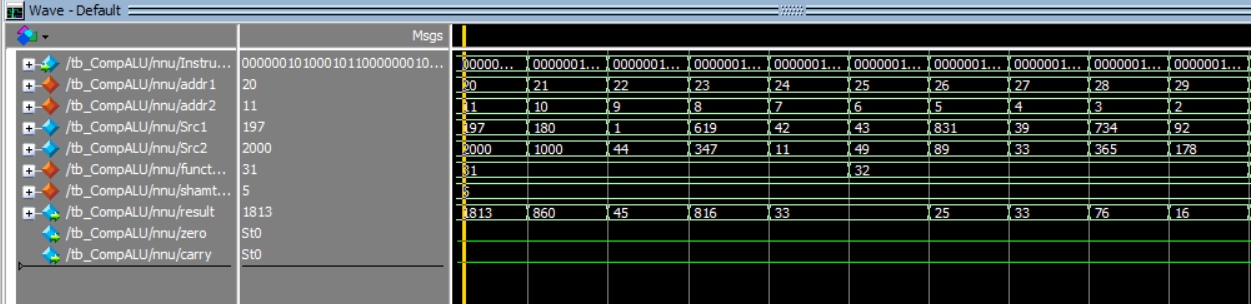 Wave - Default
Msgs
/tb_CompALU/nnu/Instru... 000000101000101100000010... 00000... 0000001... 0000001... 0000001... 0000001... 0000001... 0000001... 0000001... 0000001... 0000001...
/tb_CompALU/nnu/addr1 20 20 21 22 23 24 25 26 27 28 29
/tb_CompALU/nnu/addr2 11 11 10 9 8 7 6 5 4 3 2
/tb_CompALU/nnu/Src1 197 197 180 1 619 42 43 831 39 734 92
/tb_CompALU/nnu/Src2 2000 2000 1000 44 347 11 49 89 33 365 178
/tb_CompALU/nnu/funct... 31 31 32
/tb_CompALU/nnu/shamt... 5 5
/tb_CompALU/nnu/result 1813 1813 860 45 816 33 25 33 76 16
/tb_CompALU/nnu/zero St0
/tb_CompALU/nnu/carry St0